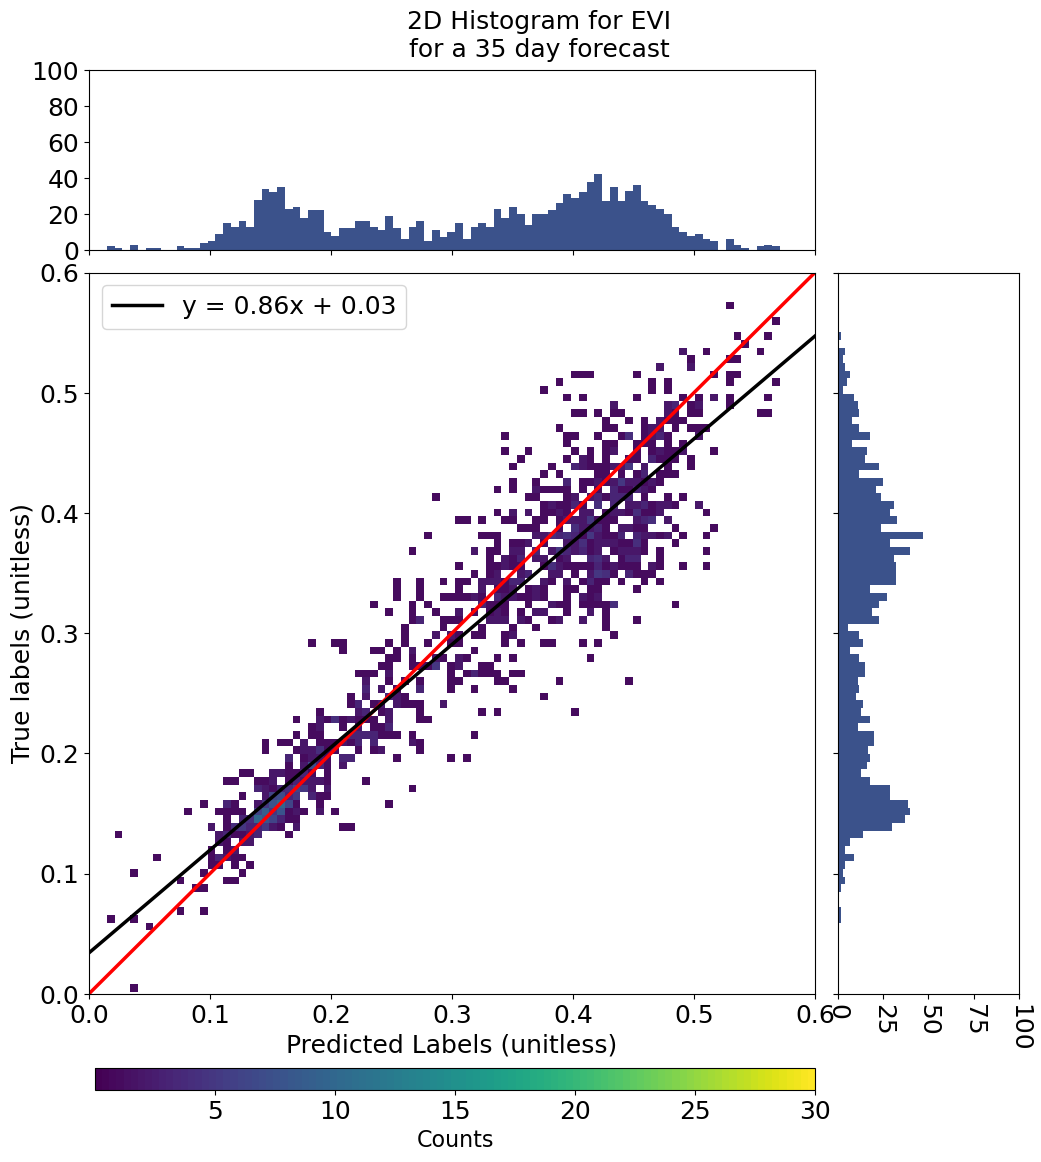 2D Histogram for EVI
for a 35 day forecast
100
80
60
40
20
0
0.6
0.5
0.4
0.3
0.2
0.1
0.0
True labels (unitless)
y = 0.86x + 0.03
0.0 0.1 0.2 0.3 0.4 0.5 0.6
Predicted Labels (unitless)
0 25 50 75 100
5 10 15 20 25 30
Counts